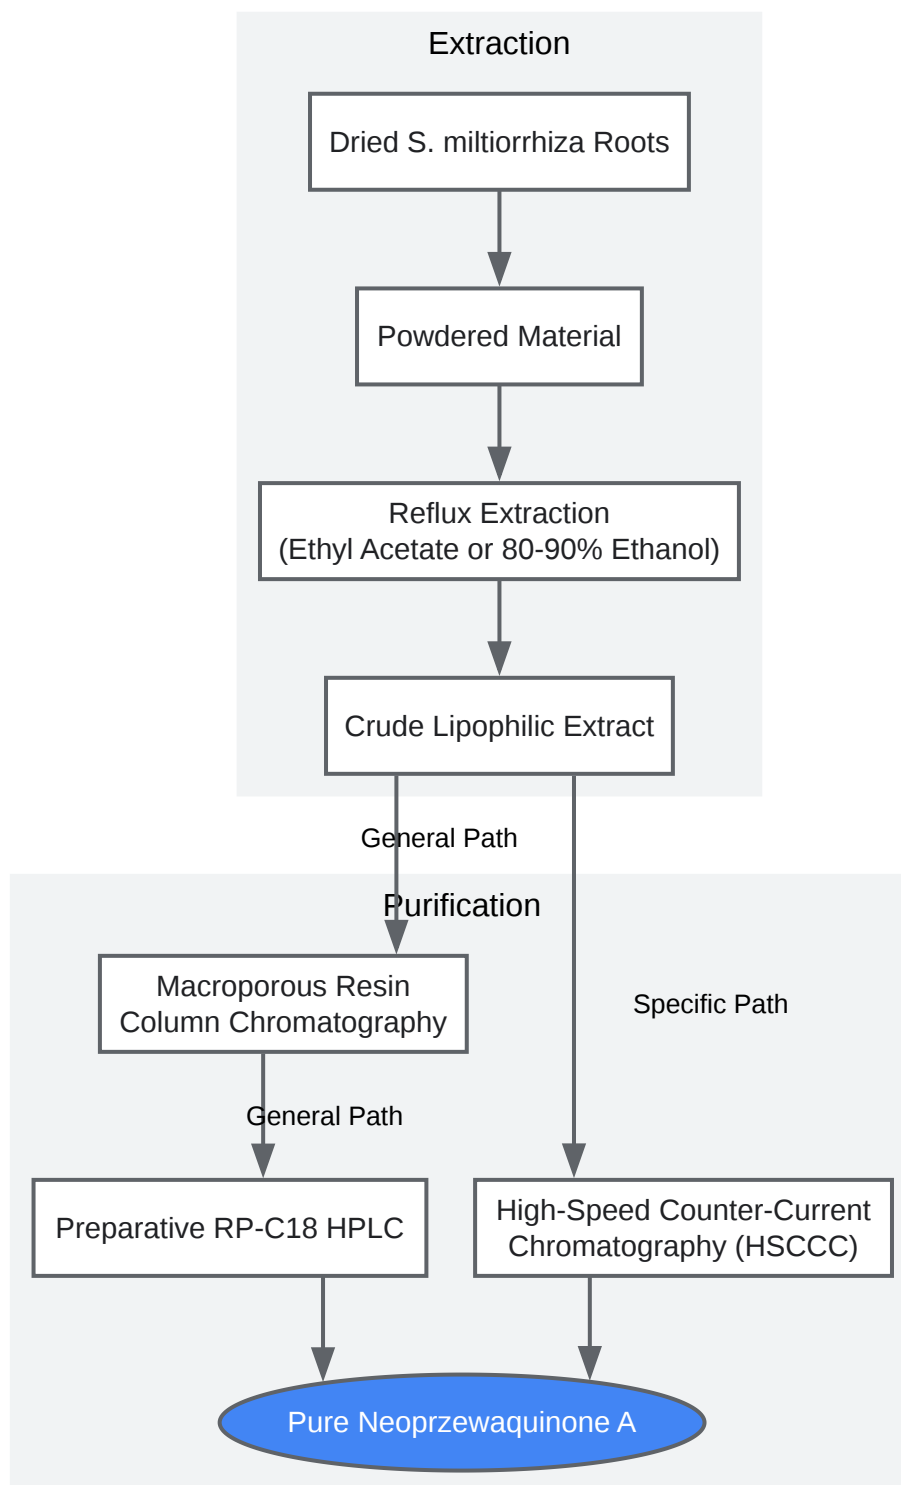 Extraction
Dried S. miltiorrhiza Roots
Powdered Material
Reflux Extraction
(Ethyl Acetate or 80-90% Ethanol)
Crude Lipophilic Extract
General Path
Purification
Macroporous Resin
Column Chromatography
Specific Path
General Path
Preparative RP-C18 HPLC
High-Speed Counter-Current
Chromatography (HSCCC)
Pure Neoprzewaquinone A